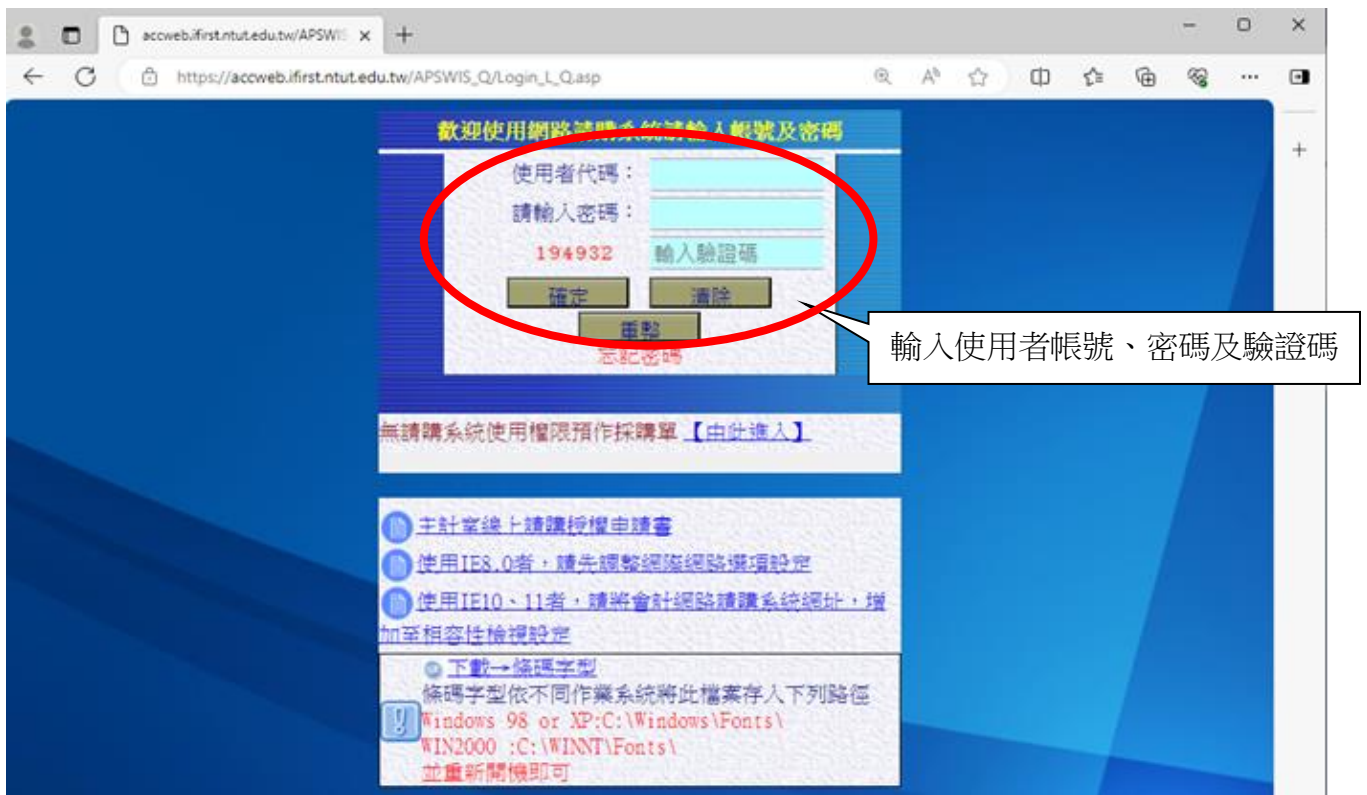 accweb.ifirst.ntut.edu.tw/APSWIS
https://accweb.ifirst.ntut.edu.tw/APSWIS_Q/Login_L_Q.asp
歡迎使用網路請購系統請輸入帳號及密碼
使用者代碼：
請輸入密碼：
194932 輸入驗證碼
確定 清除
重整
忘記密碼
輸入使用者帳號、密碼及驗證碼
無請購系統使用權限預作採購單【由此進入】
主計室線上請購授權申請書
使用IE8.0者，請先調整網際網路選項設定
使用IE10、11者，請將會計網路請購系統網址，增
加至相容性檢視設定
下載→條碼字型
條碼字型依不同作業系統將此檔案存入下列路徑
Windows 98 or XP:C:\Windows\Fonts\
WIN2000 :C:\WINNT\Fonts\
並重新開機即可